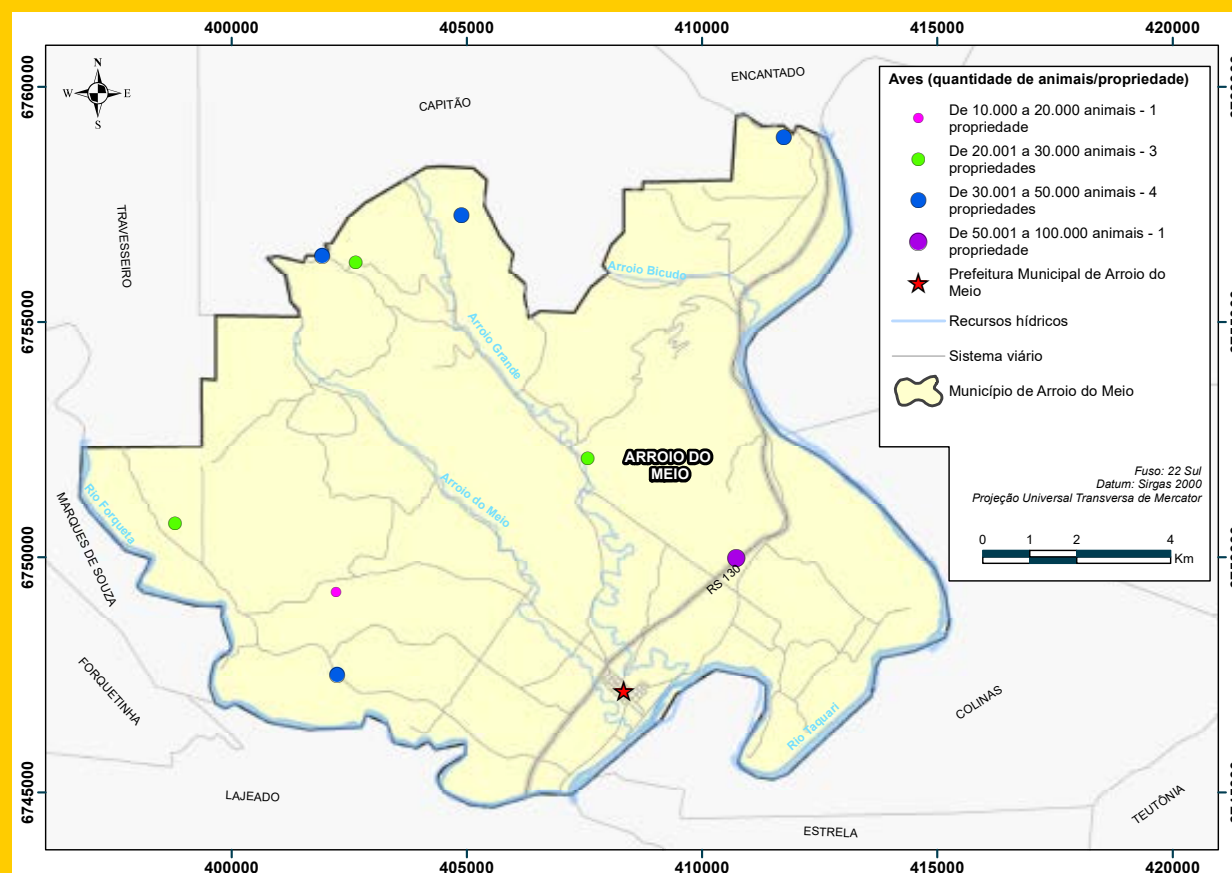 400000 405000 410000 415000 420000
6760000
6755000
6750000
6745000
N
W E
S
ENCANTADO
CAPITÃO
TRAVESSEIRO
Arroio Bicudo
Arroio Grande
ARROIO DO
MEIO
Arroio do Meio
Rio Forqueta
MARQUES DE SOUZA
RS 130
FORQUETINHA
COLINAS
Rio Taquari
LAJEADO
ESTRELA
TEUTÔNIA
Aves (quantidade de animais/propriedade)
De 10.000 a 20.000 animais - 1
propriedade
De 20.001 a 30.000 animais - 3
propriedades
De 30.001 a 50.000 animais - 4
propriedades
De 50.001 a 100.000 animais - 1
propriedade
Prefeitura Municipal de Arroio do
Meio
Recursos hídricos
Sistema viário
Município de Arroio do Meio
Fuso: 22 Sul
Datum: Sirgas 2000
Projeção Universal Transversa de Mercator
0 1 2 4
Km
400000 405000 410000 415000 420000